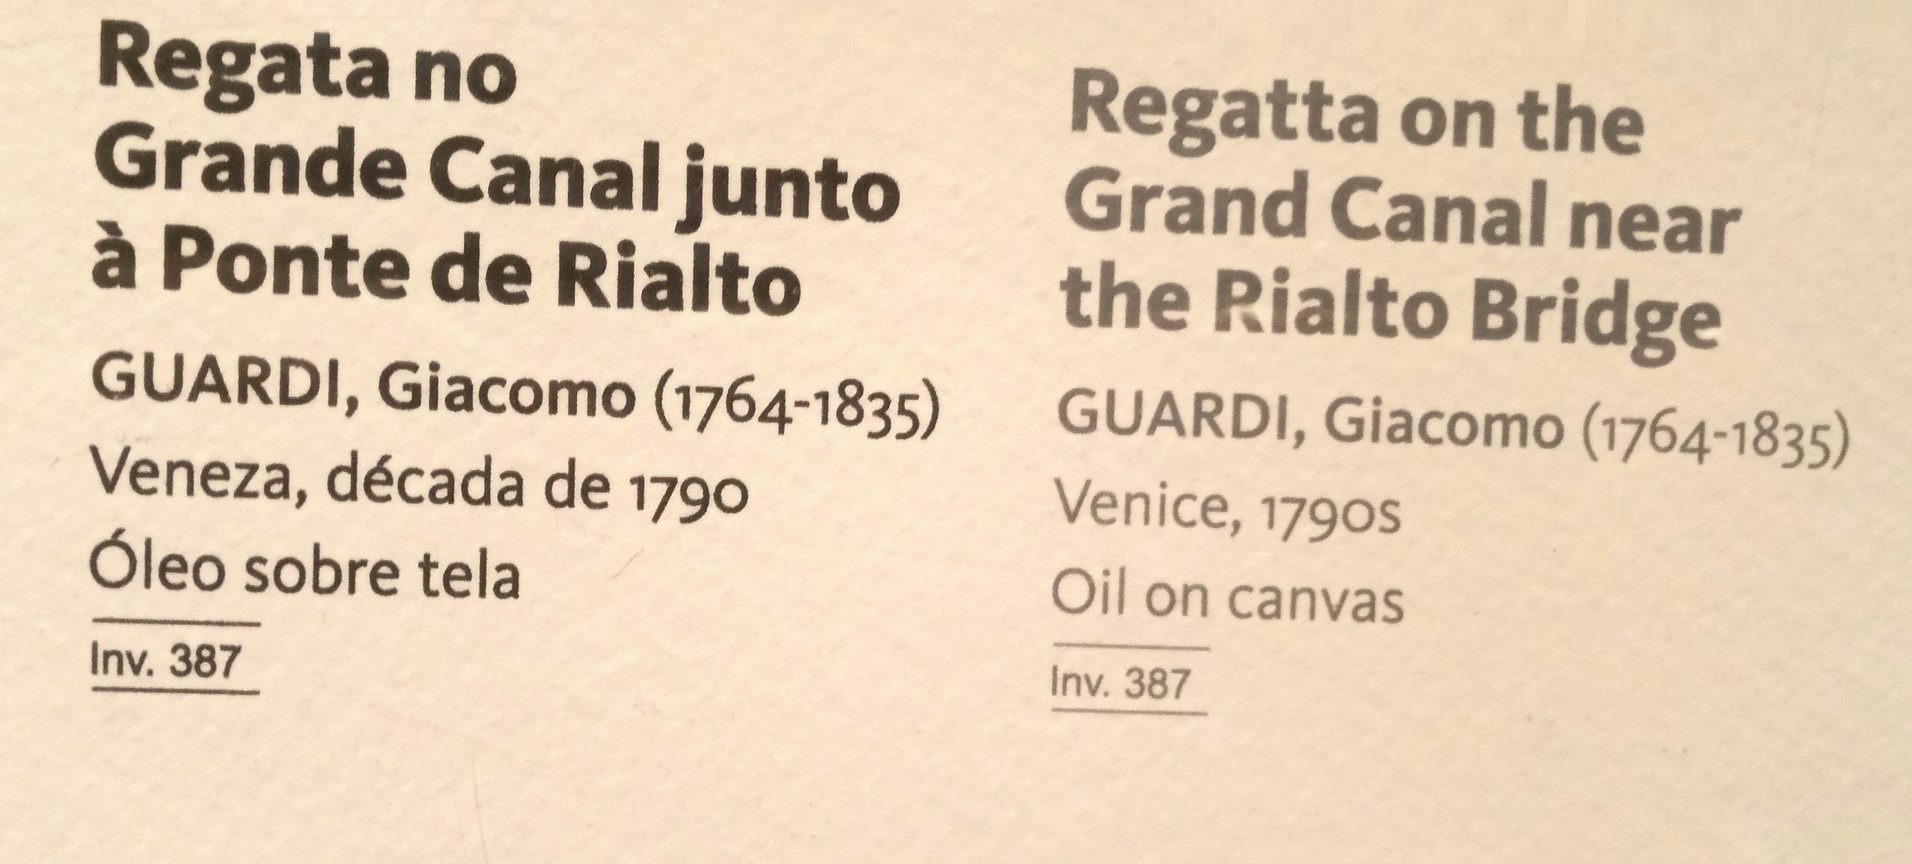 Regata no
Grande Canal junto
à Ponte de Rialto
GUARDI, Giacomo (1764-1835)
Veneza, década de 1790
Óleo sobre tela
Inv. 387
Regatta on the
Grand Canal near
the Rialto Bridge
GUARDI, Giacomo (1764-1835)
Venice, 1790s
Oil on canvas
Inv. 387